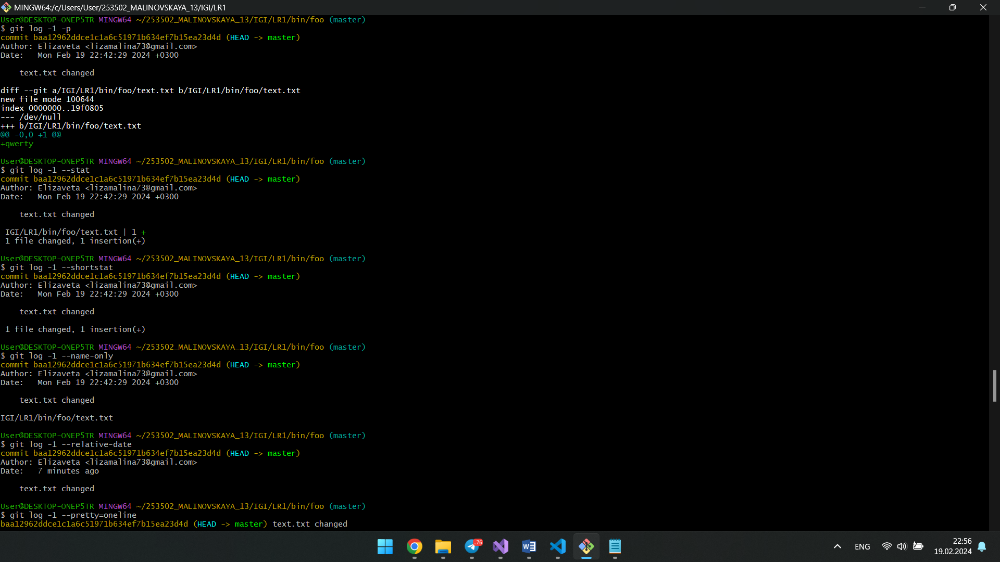 MINGW64:/c/Users/User/253502_MALINOVSKAYA_13/IGI/LR1
User@DESKTOP-ONEP5TR MINGW64 ~/253502_MALINOVSKAYA_13/IGI/LR1/bin/foo (master)
$ git log -1 -p
commit baa12962ddce1c1a6c51971b634ef7b15ea23d4d (HEAD -> master)
Author: Elizaveta <lizamalina73@gmail.com>
Date:   Mon Feb 19 22:42:29 2024 +0300
    text.txt changed
diff --git a/IGI/LR1/bin/foo/text.txt b/IGI/LR1/bin/foo/text.txt
new file mode 100644
index 0000000..19f0805
--- /dev/null
+++ b/IGI/LR1/bin/foo/text.txt
@@ -0,0 +1 @@
+qwerty
User@DESKTOP-ONEP5TR MINGW64 ~/253502_MALINOVSKAYA_13/IGI/LR1/bin/foo (master)
$ git log -1 --stat
commit baa12962ddce1c1a6c51971b634ef7b15ea23d4d (HEAD -> master)
Author: Elizaveta <lizamalina73@gmail.com>
Date:   Mon Feb 19 22:42:29 2024 +0300
    text.txt changed
 IGI/LR1/bin/foo/text.txt | 1 +
 1 file changed, 1 insertion(+)
User@DESKTOP-ONEP5TR MINGW64 ~/253502_MALINOVSKAYA_13/IGI/LR1/bin/foo (master)
$ git log -1 --shortstat
commit baa12962ddce1c1a6c51971b634ef7b15ea23d4d (HEAD -> master)
Author: Elizaveta <lizamalina73@gmail.com>
Date:   Mon Feb 19 22:42:29 2024 +0300
    text.txt changed
 1 file changed, 1 insertion(+)
User@DESKTOP-ONEP5TR MINGW64 ~/253502_MALINOVSKAYA_13/IGI/LR1/bin/foo (master)
$ git log -1 --name-only
commit baa12962ddce1c1a6c51971b634ef7b15ea23d4d (HEAD -> master)
Author: Elizaveta <lizamalina73@gmail.com>
Date:   Mon Feb 19 22:42:29 2024 +0300
    text.txt changed
IGI/LR1/bin/foo/text.txt
User@DESKTOP-ONEP5TR MINGW64 ~/253502_MALINOVSKAYA_13/IGI/LR1/bin/foo (master)
$ git log -1 --relative-date
commit baa12962ddce1c1a6c51971b634ef7b15ea23d4d (HEAD -> master)
Author: Elizaveta <lizamalina73@gmail.com>
Date:   7 minutes ago
    text.txt changed
User@DESKTOP-ONEP5TR MINGW64 ~/253502_MALINOVSKAYA_13/IGI/LR1/bin/foo (master)
$ git log -1 --pretty=oneline
baa12962ddce1c1a6c51971b634ef7b15ea23d4d (HEAD -> master) text.txt changed
..76
ENG
22:56
19.02.2024